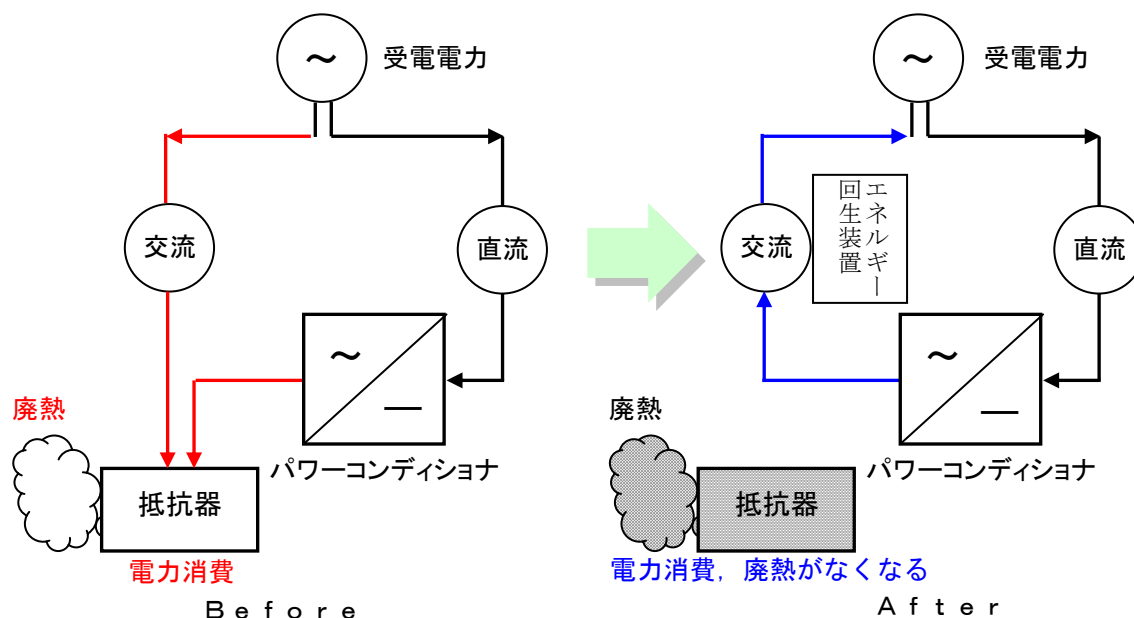 ～
受電電力
交流
直流
～
―
廃熱
パワーコンディショナ
抵抗器
電力消費
Ｂｅｆｏｒｅ
～
受電電力
エネルギー
回生装置
交流
直流
～
―
廃熱
パワーコンディショナ
抵抗器
電力消費，廃熱がなくなる
Ａｆｔｅｒ